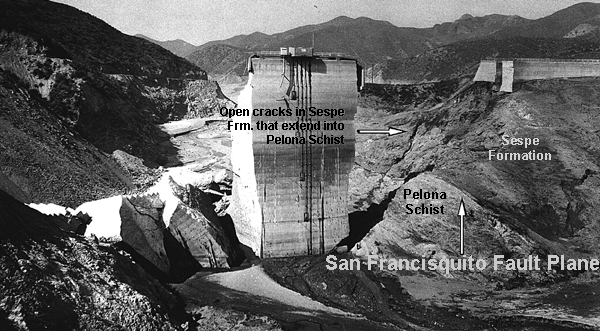 Open cracks in Sespe
Frm. that extend into
Pelona Schist
Sespe
Formation
Pelona
Schist
San Francisquito Fault Plane